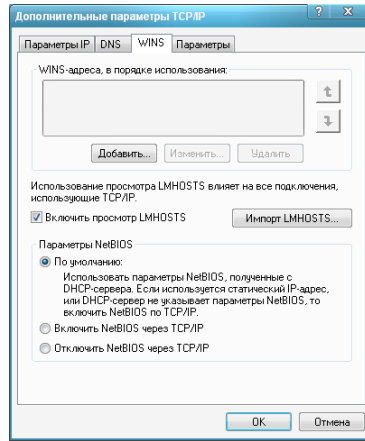 Дополнительные параметры TCP/IP
Параметры IP DNS WINS Параметры
WINS-адреса, в порядке использования:
Добавить... Изменить... Удалить
Использование просмотра LMHOSTS влияет на все подключения,
использующие TCP/IP.
Включить просмотр LMHOSTS Импорт LMHOSTS...
Параметры NetBIOS
По умолчанию:
Использовать параметры NetBIOS, полученные с
DHCP-сервера. Если используется статический IP-адрес,
или DHCP-сервер не указывает параметры NetBIOS, то
включить NetBIOS по TCP/IP.
Включить NetBIOS через TCP/IP
Отключить NetBIOS через TCP/IP
OK Отмена